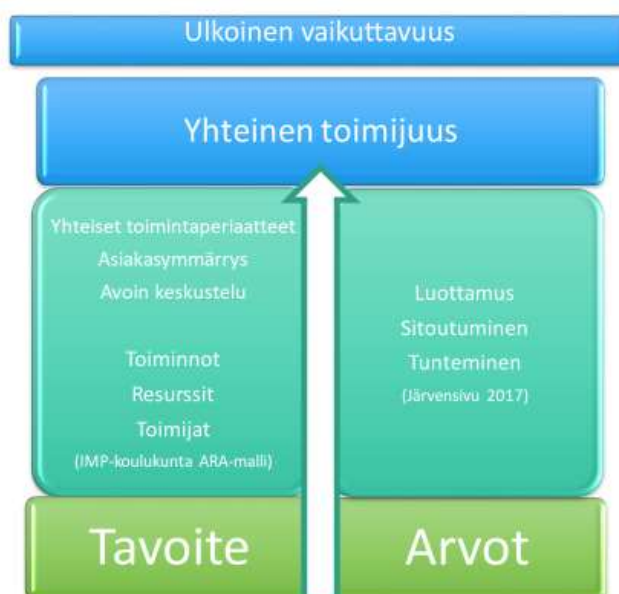 Ulkoinen vaikuttavuus
Yhteinen toimijuus
Yhteiset toimintaperiaatteet
Asiakasymmärrys
Avoin keskustelu
Toiminnot
Resurssit
Toimijat
(IMP-koulukunta ARA-malli)
Luottamus
Sitoutuminen
Tunteminen
(Järvensivu 2017)
Tavoite
Arvot